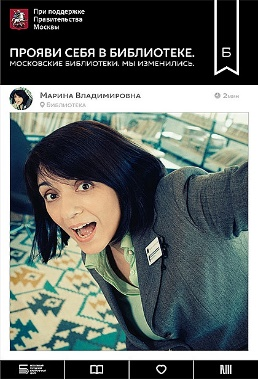 При поддержке
Правительства
Москвы
ПРОЯВИ СЕБЯ В БИБЛИОТЕКЕ.
МОСКОВСКИЕ БИБЛИОТЕКИ. МЫ ИЗМЕНИЛИСЬ.
Б
Марина Владимировна
2мин
БИБЛИОТЕКА